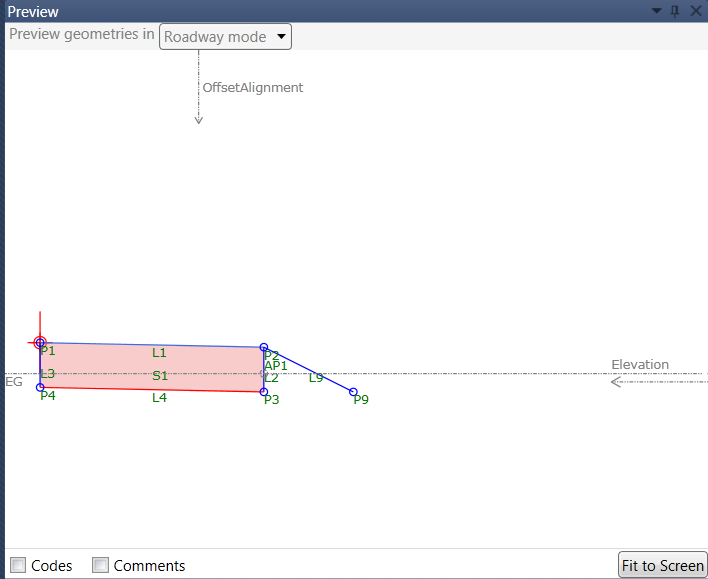 Preview
Preview geometries in Roadway mode
OffsetAlignment
P1
L1
P2
AP1
Elevation
L3
S1
L2
L9
EG
P4
L4
P3
P9
Codes
Comments
Fit to Screen